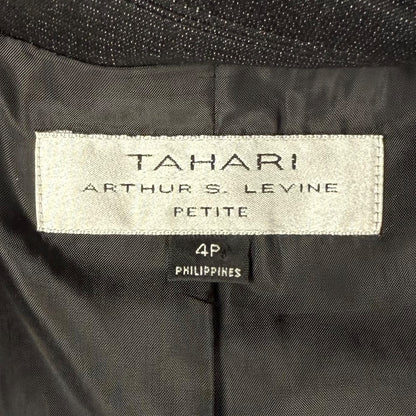 TAHARI
ARTHUR S. LEVINE
PETITE
4P
PHILIPPINES